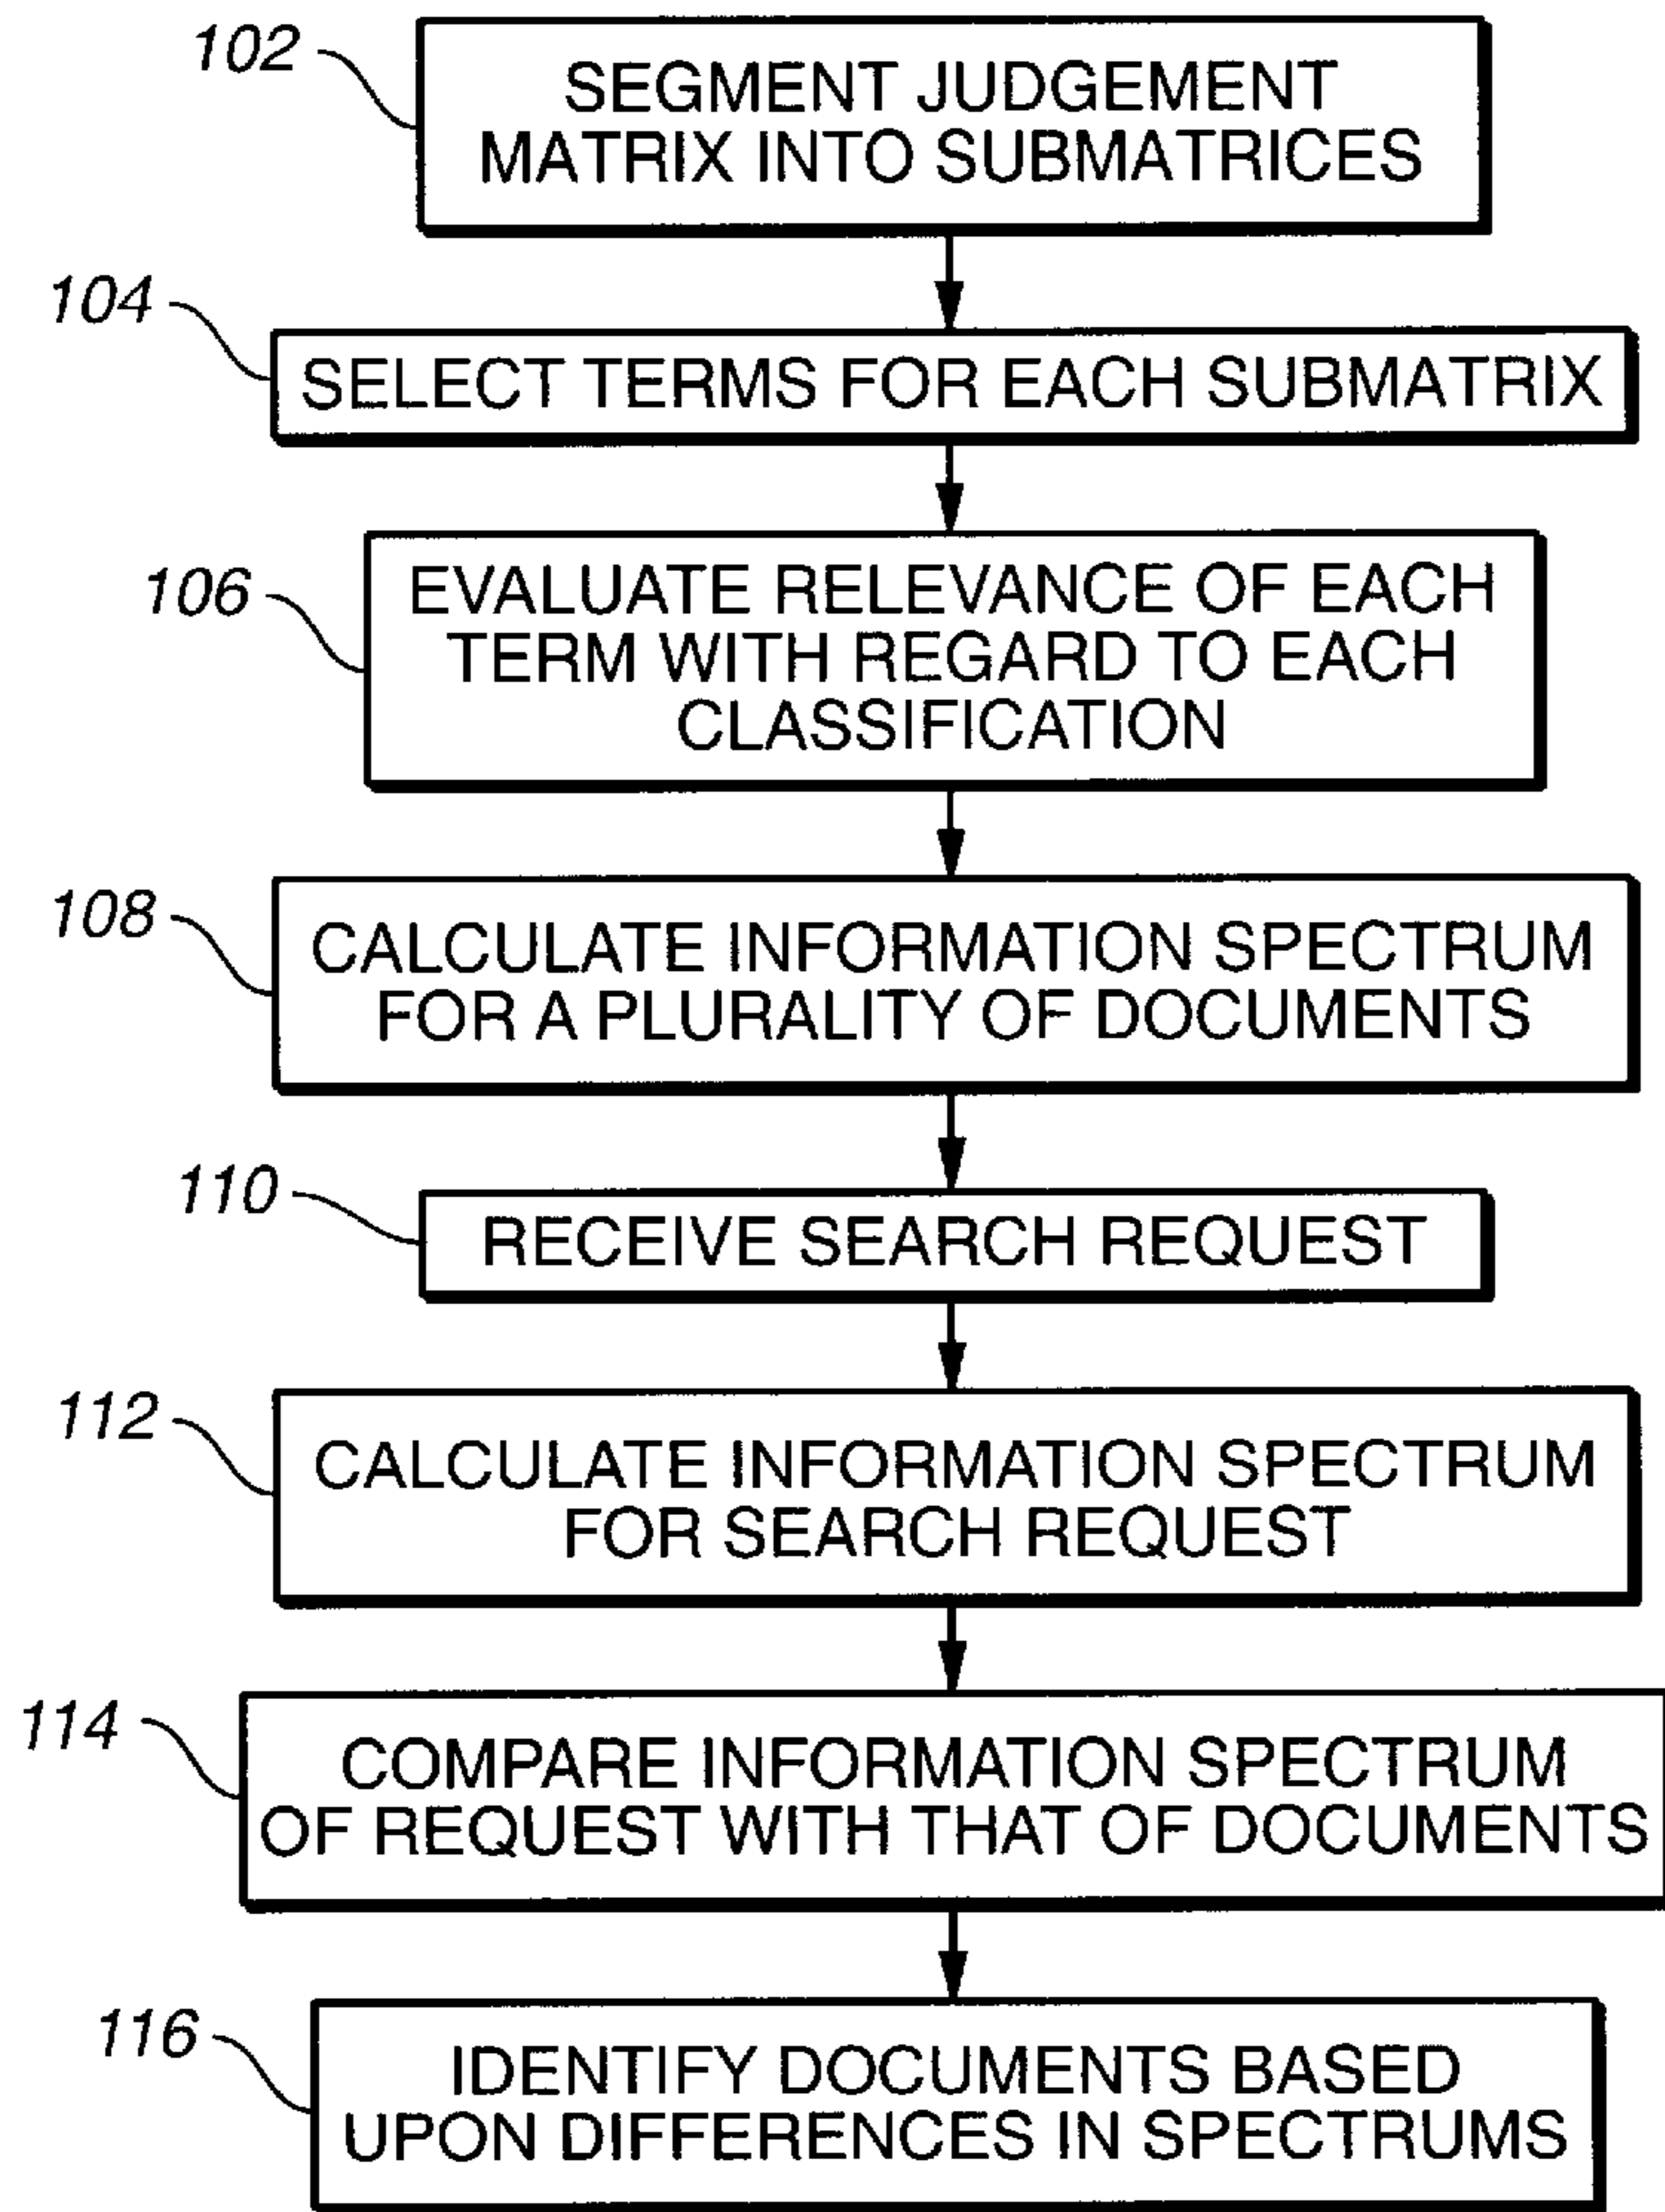 102
SEGMENT JUDGEMENT
MATRIX INTO SUBMATRICES
104
SELECT TERMS FOR EACH SUBMATRIX
106
EVALUATE RELEVANCE OF EACH
TERM WITH REGARD TO EACH
CLASSIFICATION
108
CALCULATE INFORMATION SPECTRUM
FOR A PLURALITY OF DOCUMENTS
110
RECEIVE SEARCH REQUEST
112
CALCULATE INFORMATION SPECTRUM
FOR SEARCH REQUEST
114
COMPARE INFORMATION SPECTRUM
OF REQUEST WITH THAT OF DOCUMENTS
116
IDENTIFY DOCUMENTS BASED
UPON DIFFERENCES IN SPECTRUMS